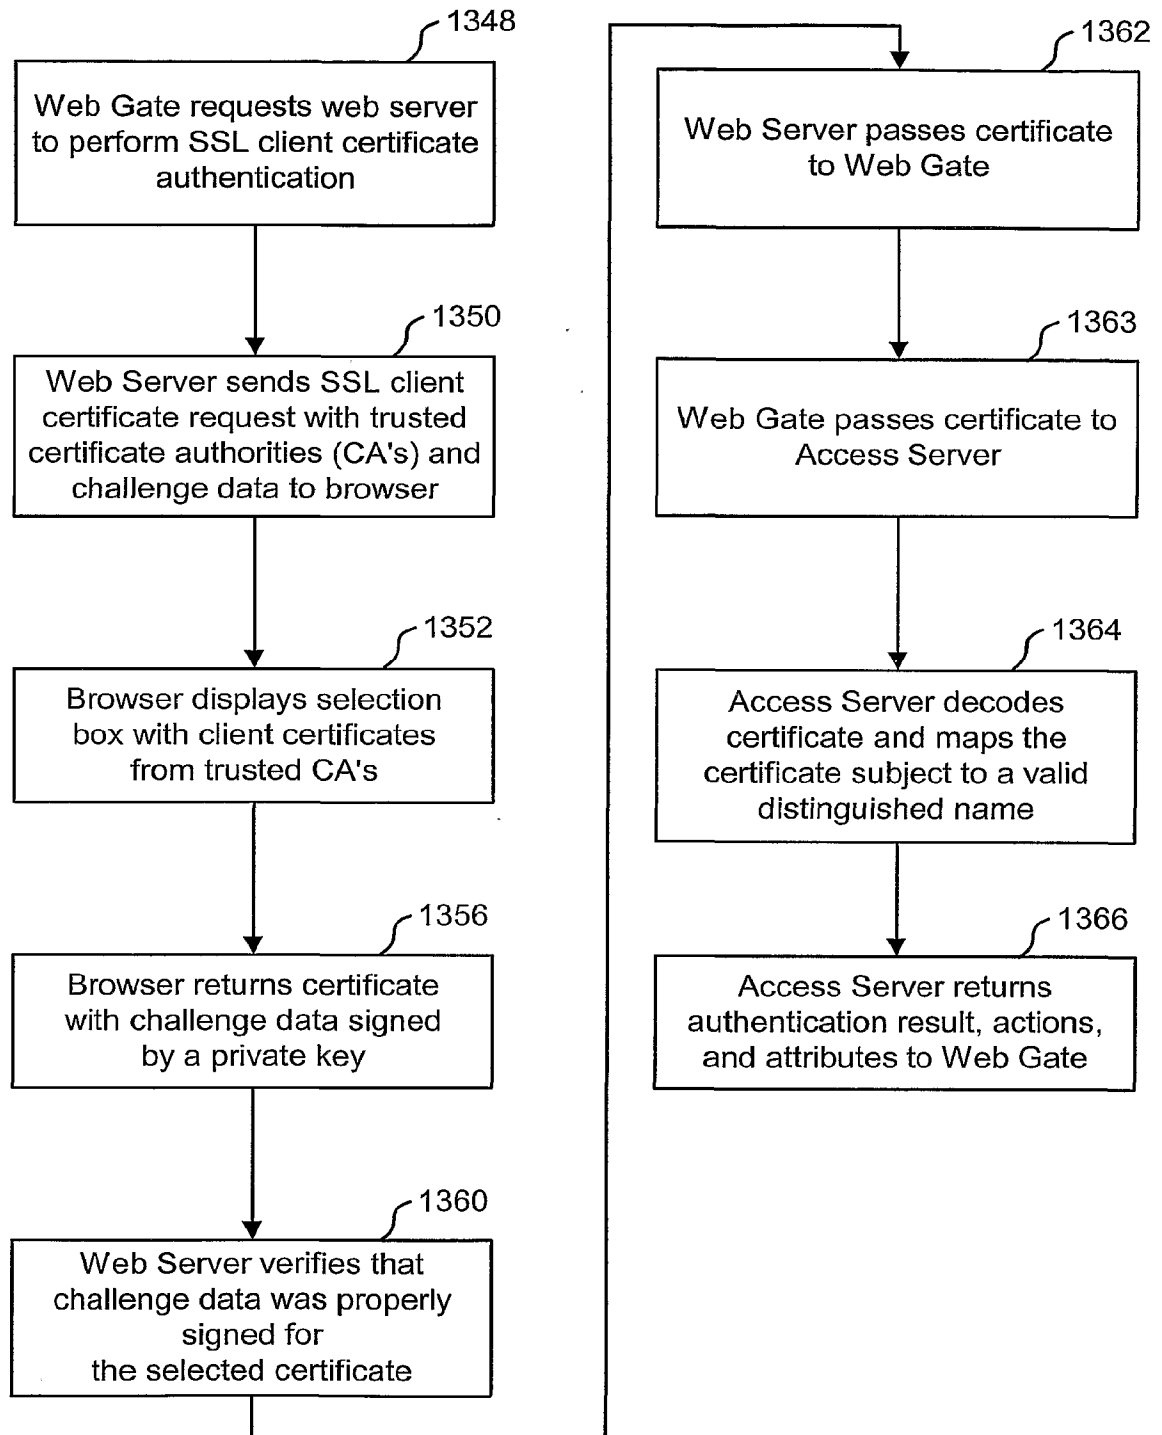 1348
Web Gate requests web server
to perform SSL client certificate
authentication
1350
Web Server sends SSL client
certificate request with trusted
certificate authorities (CA's) and
challenge data to browser
1352
Browser displays selection
box with client certificates
from trusted CA's
1356
Browser returns certificate
with challenge data signed
by a private key
1360
Web Server verifies that
challenge data was properly
signed for
the selected certificate
1362
Web Server passes certificate
to Web Gate
1363
Web Gate passes certificate to
Access Server
1364
Access Server decodes
certificate and maps the
certificate subject to a valid
distinguished name
1366
Access Server returns
authentication result, actions,
and attributes to Web Gate